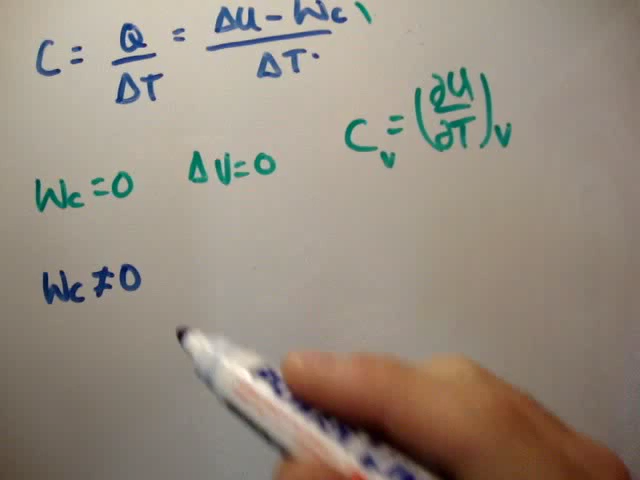 C = Q/ΔT = ΔU - Wc/ΔT
Cv = (∂U/∂T)v
Wc = 0 ΔV = 0
Wc ≠ 0